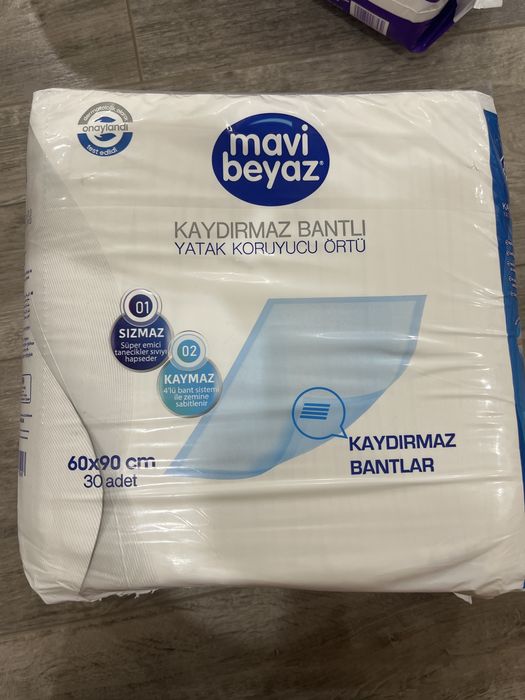 dermatolojik olarak
onaylandı
test edildi
mavi
beyaz
KAYDIRMAZ BANTLI
YATAK KORUYUCU ÖRTÜ
01
SIZMAZ
Süper emici
tanecikler sıvıyı
hapseder
02
KAYMAZ
4'lü bant sistemi
ile zemine
sabitlenir
KAYDIRMAZ
BANTLAR
60x90 cm
30 adet